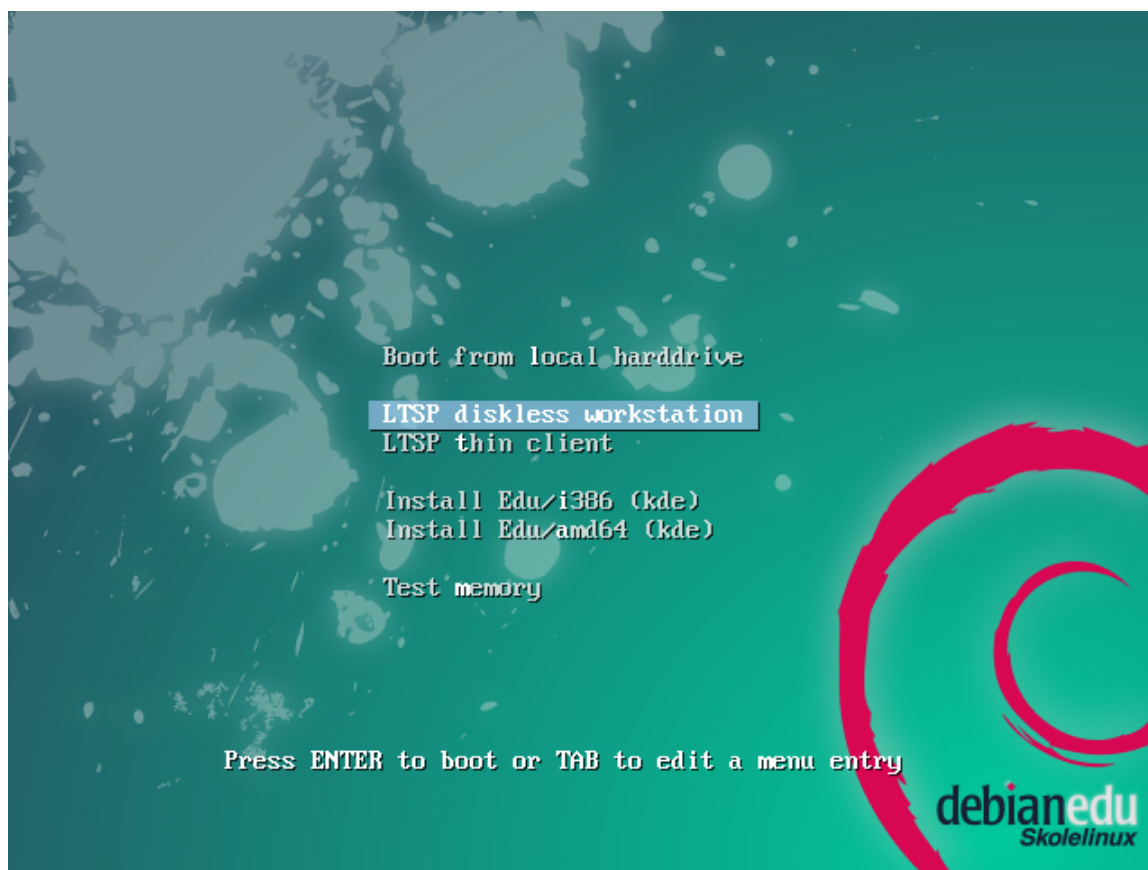 Boot from local harddrive
LTSP diskless workstation
LTSP thin client
Install Edu/i386 (kde)
Install Edu/amd64 (kde)
Test memory
Press ENTER to boot or TAB to edit a menu entry
debianedu
Skolelinux